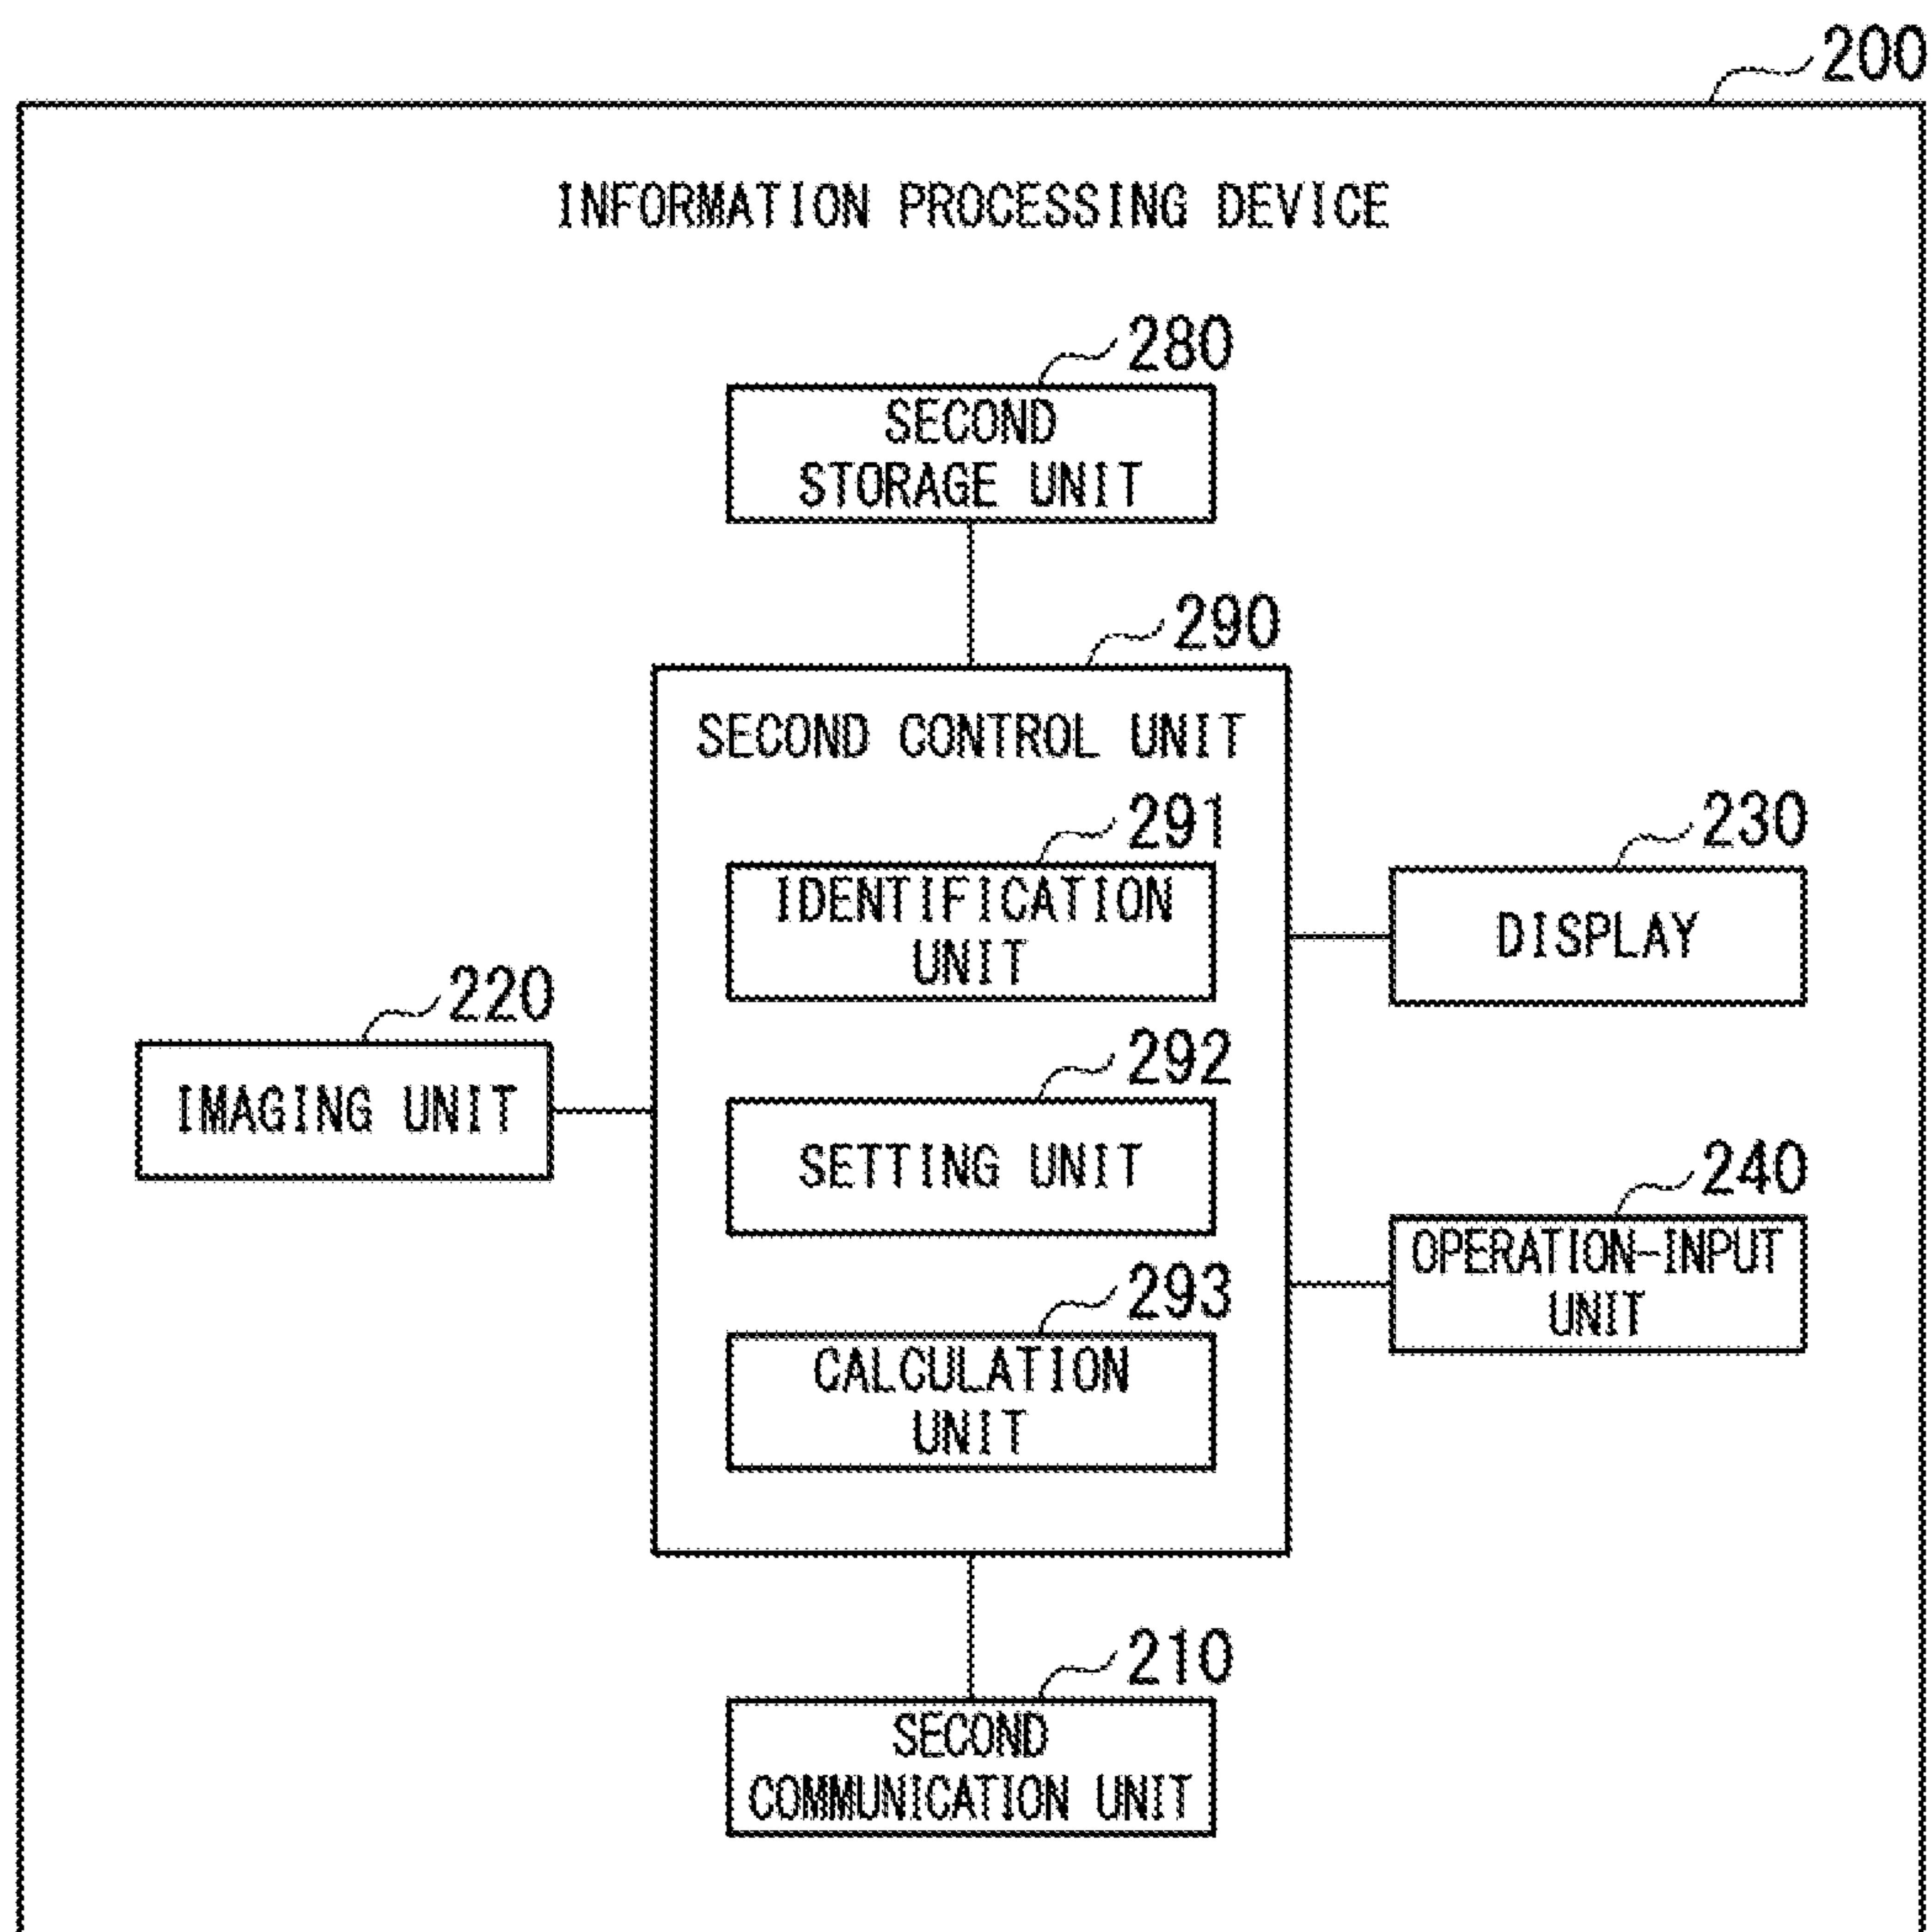 200
INFORMATION PROCESSING DEVICE
280
SECOND
STORAGE UNIT
290
SECOND CONTROL UNIT
291
IDENTIFICATION
UNIT
230
DISPLAY
220
IMAGING UNIT
292
SETTING UNIT
240
OPERATION-INPUT
UNIT
293
CALCULATION
UNIT
210
SECOND
COMMUNICATION UNIT